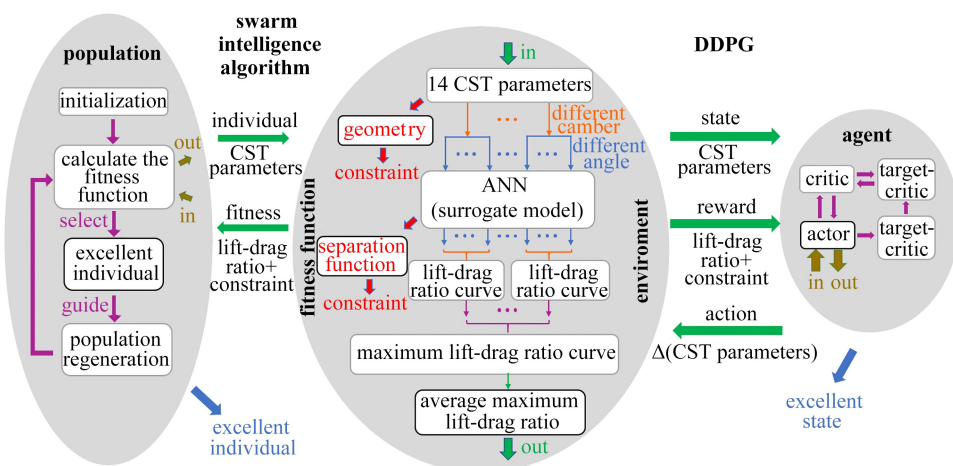 swarm
intelligence
algorithm
DDPG
population
initialization
calculate the
fitness
function
out
in
select
excellent
individual
guide
population
regeneration
excellent
individual
individual
CST
parameters
fitness
lift-drag
ratio+
constraint
fitness function
in
14 CST parameters
geometry
constraint
different
camber
different
angle
...
...
...
ANN
(surrogate model)
...
...
separation
function
constraint
lift-drag
ratio curve
lift-drag
ratio curve
...
maximum lift-drag ratio curve
average maximum
lift-drag ratio
out
enviroment
state
CST
parameters
reward
lift-drag
ratio+
constraint
action
Δ(CST parameters)
agent
critic
target-
critic
actor
target-
critic
in out
excellent
state